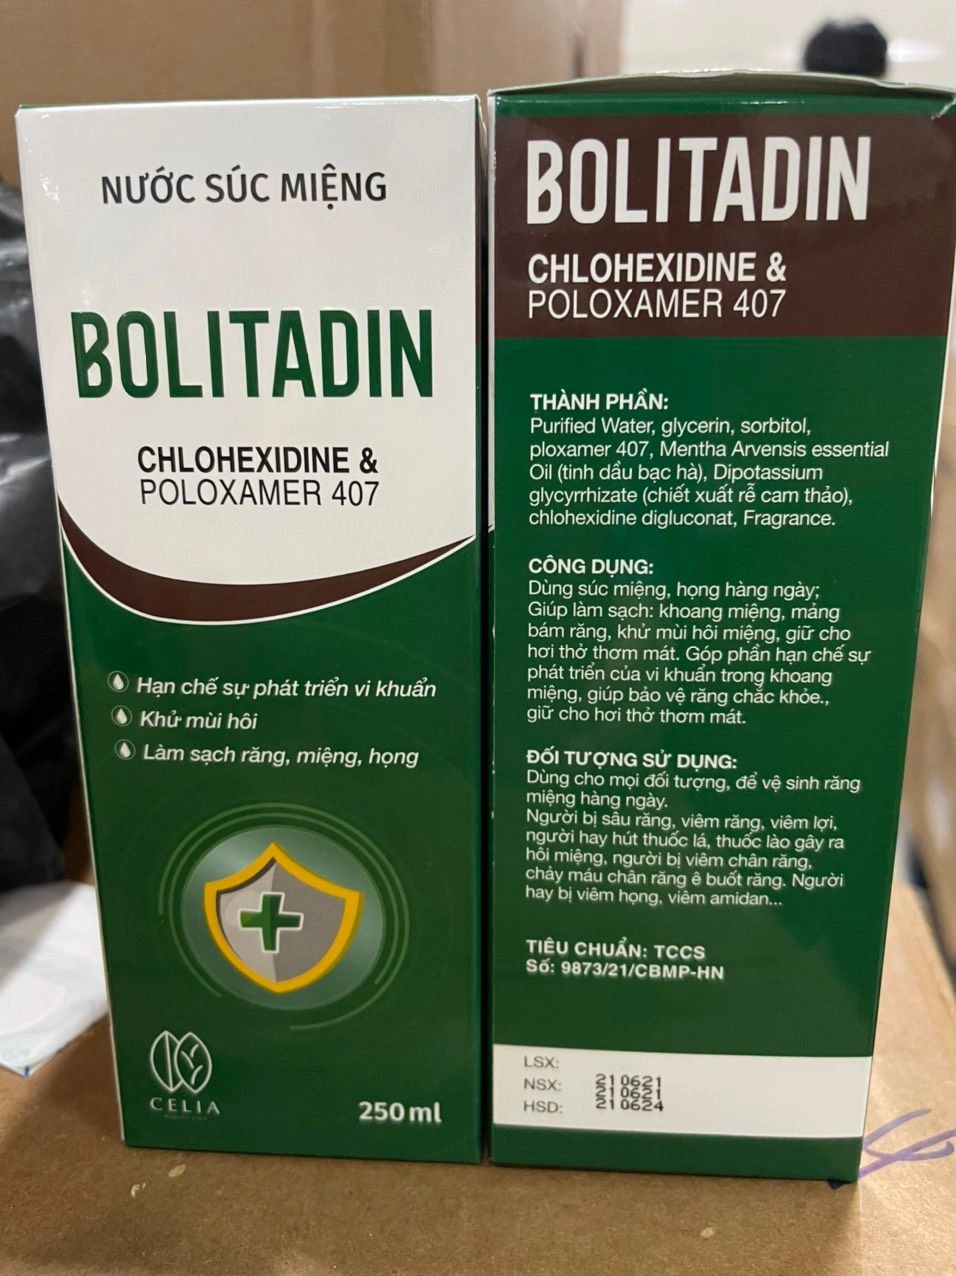 NƯỚC SÚC MIỆNG
BOLITADIN
CHLOHEXIDINE &
POLOXAMER 407
Hạn chế sự phát triển vi khuẩn
Khử mùi hôi
Làm sạch răng, miệng, họng
CELIA
250ml
BOLITADIN
CHLOHEXIDINE &
POLOXAMER 407
THÀNH PHẦN:
Purified Water, glycerin, sorbitol,
ploxamer 407, Mentha Arvensis essential
Oil (tinh dầu bạc hà), Dipotassium
glycyrrhizate (chiết xuất rễ cam thảo),
chlohexidine digluconat, Fragrance.
CÔNG DỤNG:
Dùng súc miệng, họng hàng ngày;
Giúp làm sạch: khoang miệng, mảng
bám răng, khử mùi hôi miệng, giữ cho
hơi thở thơm mát. Góp phần hạn chế sự
phát triển của vi khuẩn trong khoang
miệng, giúp bảo vệ răng chắc khỏe.,
giữ cho hơi thở thơm mát.
ĐỐI TƯỢNG SỬ DỤNG:
Dùng cho mọi đối tượng, để vệ sinh răng
miệng hàng ngày.
Người bị sâu răng, viêm răng, viêm lợi,
người hay hút thuốc lá, thuốc lào gây ra
hôi miệng, người bị viêm chân răng,
chảy máu chân răng ê buốt răng. Người
hay bị viêm họng, viêm amidan...
TIÊU CHUẨN: TCCS
Số: 9873/21/CBMP-HN
LSX: 210621
NSX: 210621
HSD: 210624